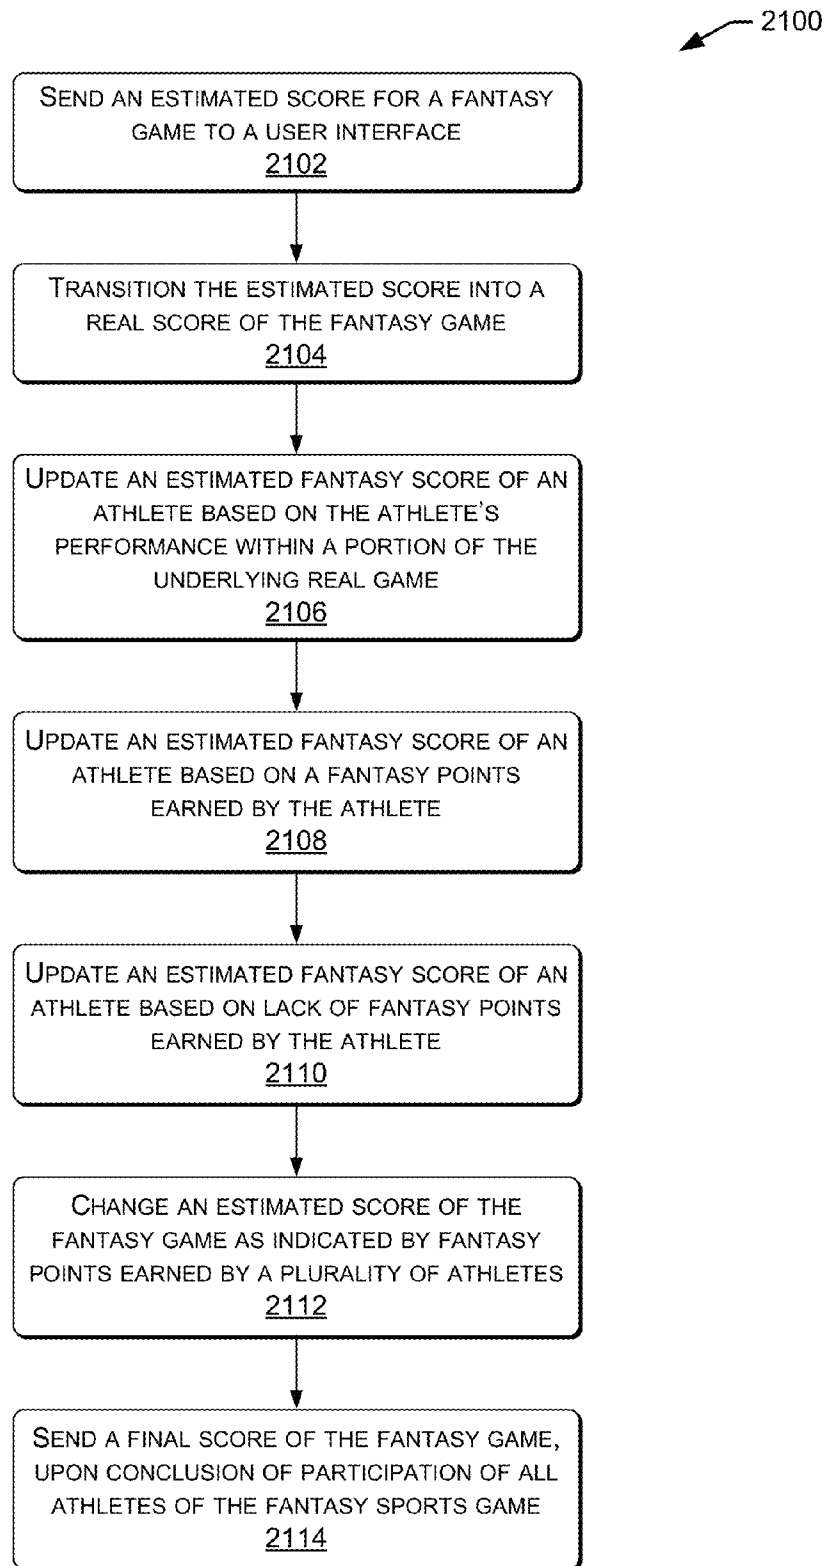 2100
SEND AN ESTIMATED SCORE FOR A FANTASY
GAME TO A USER INTERFACE
2102
TRANSITION THE ESTIMATED SCORE INTO A
REAL SCORE OF THE FANTASY GAME
2104
UPDATE AN ESTIMATED FANTASY SCORE OF AN
ATHLETE BASED ON THE ATHLETE'S
PERFORMANCE WITHIN A PORTION OF THE
UNDERLYING REAL GAME
2106
UPDATE AN ESTIMATED FANTASY SCORE OF AN
ATHLETE BASED ON A FANTASY POINTS
EARNED BY THE ATHLETE
2108
UPDATE AN ESTIMATED FANTASY SCORE OF AN
ATHLETE BASED ON LACK OF FANTASY POINTS
EARNED BY THE ATHLETE
2110
CHANGE AN ESTIMATED SCORE OF THE
FANTASY GAME AS INDICATED BY FANTASY
POINTS EARNED BY A PLURALITY OF ATHLETES
2112
SEND A FINAL SCORE OF THE FANTASY GAME,
UPON CONCLUSION OF PARTICIPATION OF ALL
ATHLETES OF THE FANTASY SPORTS GAME
2114